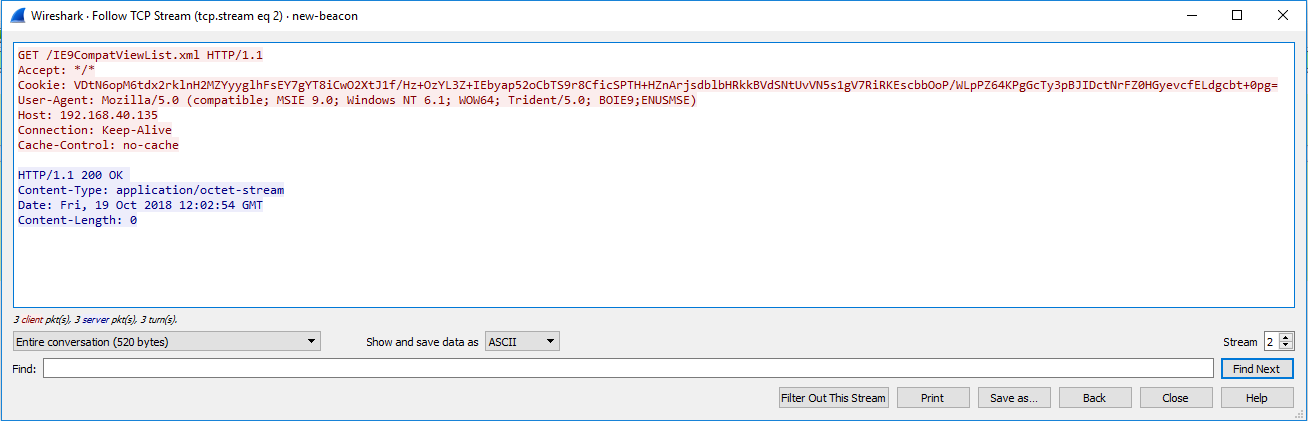 Wireshark · Follow TCP Stream (tcp.stream eq 2) · new-beacon
GET /IE9CompatViewList.xml HTTP/1.1
Accept: */*
Cookie: VDtN6opM6tdx2rklnH2MZYyyglhFsEY7gYT8iCwO2XtJ1f/Hz+OzYL3Z+IEbyap52oCbTS9r8CficSPTH+HZnArjsdblbHRkkBVdSNtUvVN5s1gV7RiRKEscbbOoP/WLpPZ64KPgGcTy3pBJIDctNrFZ0HGyevcfELdgcbt+0pg=
User-Agent: Mozilla/5.0 (compatible; MSIE 9.0; Windows NT 6.1; WOW64; Trident/5.0; BOIE9;ENUSMSE)
Host: 192.168.40.135
Connection: Keep-Alive
Cache-Control: no-cache
HTTP/1.1 200 OK
Content-Type: application/octet-stream
Date: Fri, 19 Oct 2018 12:02:54 GMT
Content-Length: 0
3 client pkt(s), 3 server pkt(s), 3 turn(s).
Entire conversation (520 bytes) Show and save data as ASCII Stream 2
Find: Find Next
Filter Out This Stream Print Save as... Back Close Help